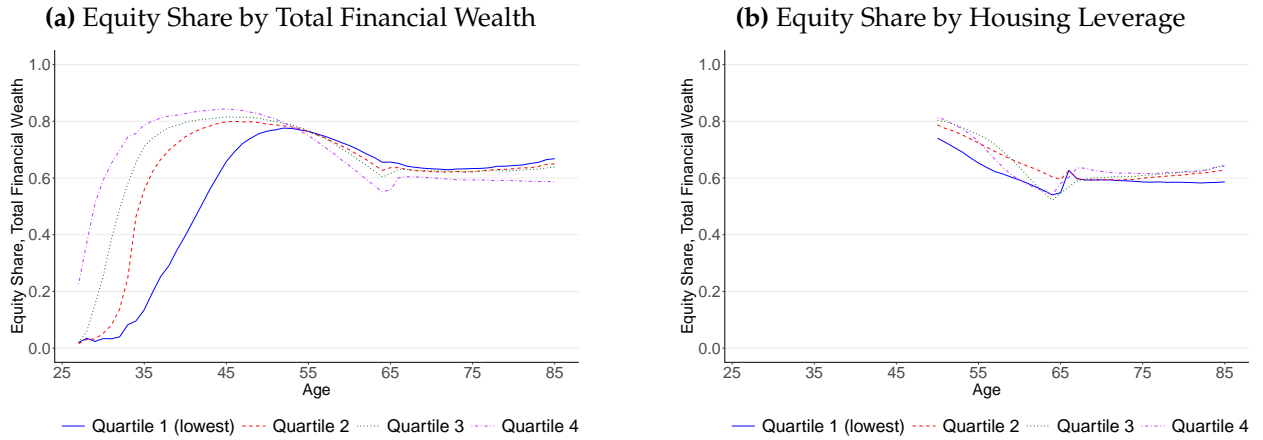 (a) Equity Share by Total Financial Wealth
Equity Share, Total Financial Wealth
1.0
0.8
0.6
0.4
0.2
0.0
25 35 45 55 65 75 85
Age
Quartile 1 (lowest) Quartile 2 Quartile 3 Quartile 4
(b) Equity Share by Housing Leverage
Equity Share, Total Financial Wealth
1.0
0.8
0.6
0.4
0.2
0.0
25 35 45 55 65 75 85
Age
Quartile 1 (lowest) Quartile 2 Quartile 3 Quartile 4